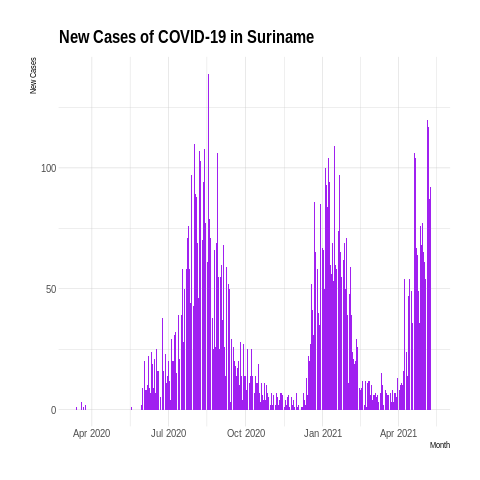 New Cases of COVID-19 in Suriname
New Cases
100
50
0
Apr 2020 Jul 2020 Oct 2020 Jan 2021 Apr 2021
Month